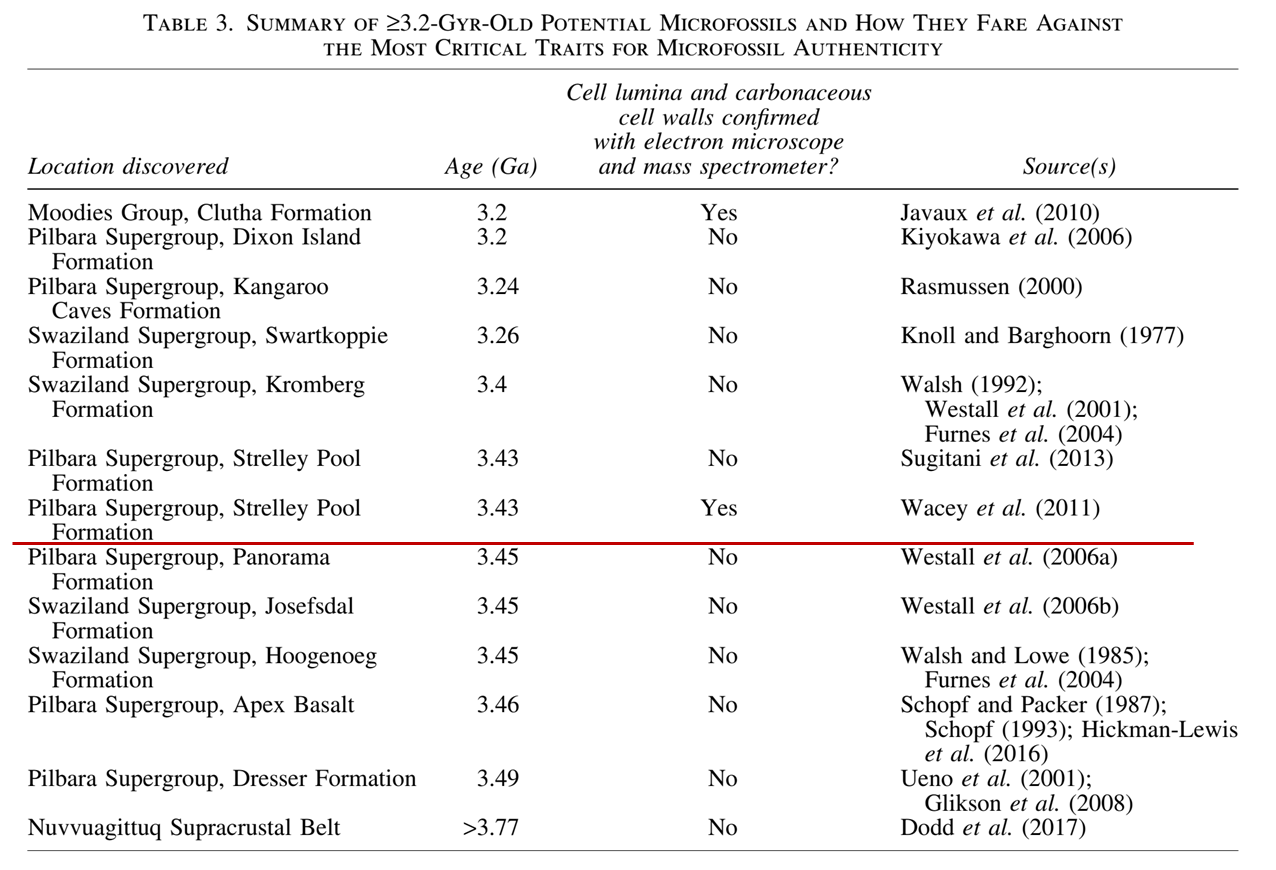 TABLE 3. SUMMARY OF ≥3.2-GYR-OLD POTENTIAL MICROFOSSILS AND HOW THEY FARE AGAINST
THE MOST CRITICAL TRAITS FOR MICROFOSSIL AUTHENTICITY
Cell lumina and carbonaceous
cell walls confirmed
with electron microscope
Location discovered Age (Ga) and mass spectrometer? Source(s)
Moodies Group, Clutha Formation 3.2 Yes Javaux et al. (2010)
Pilbara Supergroup, Dixon Island 3.2 No Kiyokawa et al. (2006)
Formation
Pilbara Supergroup, Kangaroo 3.24 No Rasmussen (2000)
Caves Formation
Swaziland Supergroup, Swartkoppie 3.26 No Knoll and Barghoorn (1977)
Formation
Swaziland Supergroup, Kromberg 3.4 No Walsh (1992);
Formation Westall et al. (2001);
Furnes et al. (2004)
Pilbara Supergroup, Strelley Pool 3.43 No Sugitani et al. (2013)
Formation
Pilbara Supergroup, Strelley Pool 3.43 Yes Wacey et al. (2011)
Formation
Pilbara Supergroup, Panorama 3.45 No Westall et al. (2006a)
Formation
Swaziland Supergroup, Josefsdal 3.45 No Westall et al. (2006b)
Formation
Swaziland Supergroup, Hoogenoeg 3.45 No Walsh and Lowe (1985);
Formation Furnes et al. (2004)
Pilbara Supergroup, Apex Basalt 3.46 No Schopf and Packer (1987);
Schopf (1993); Hickman-Lewis
et al. (2016)
Pilbara Supergroup, Dresser Formation 3.49 No Ueno et al. (2001);
Glikson et al. (2008)
Nuvvuagittuq Supracrustal Belt >3.77 No Dodd et al. (2017)